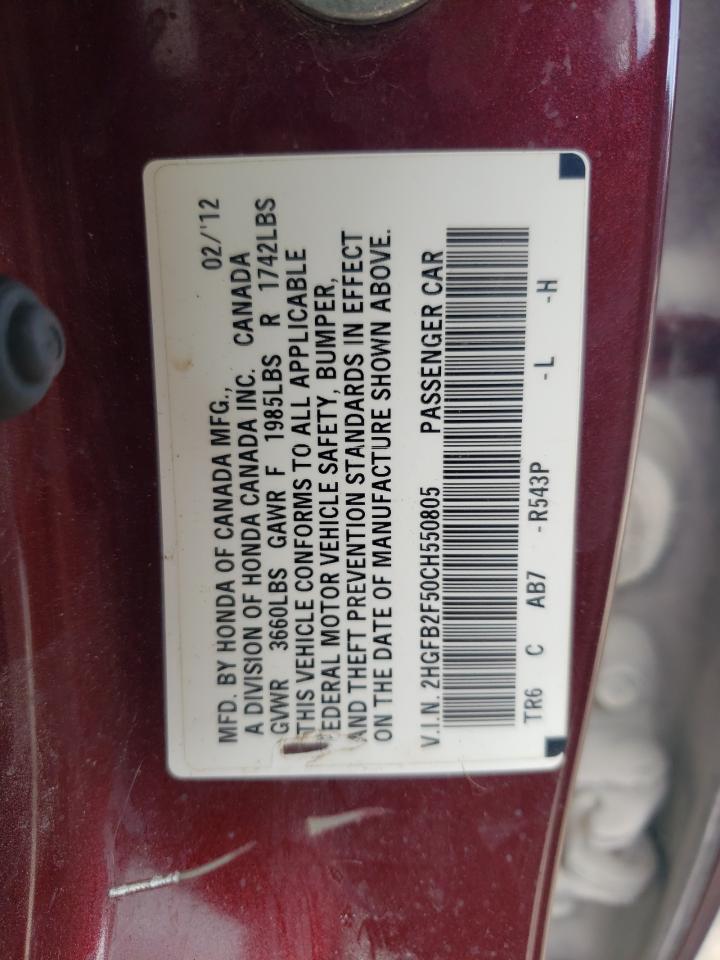 MFD. BY HONDA OF CANADA MFG., 02/'12
A DIVISION OF HONDA CANADA INC. CANADA
GVWR 3660LBS GAWR F 1985LBS R 1742LBS
THIS VEHICLE CONFORMS TO ALL APPLICABLE
FEDERAL MOTOR VEHICLE SAFETY, BUMPER,
AND THEFT PREVENTION STANDARDS IN EFFECT
ON THE DATE OF MANUFACTURE SHOWN ABOVE.
V.I.N. 2HGFB2F50CH550805 PASSENGER CAR
TR6 C AB7 -R543P -L -H